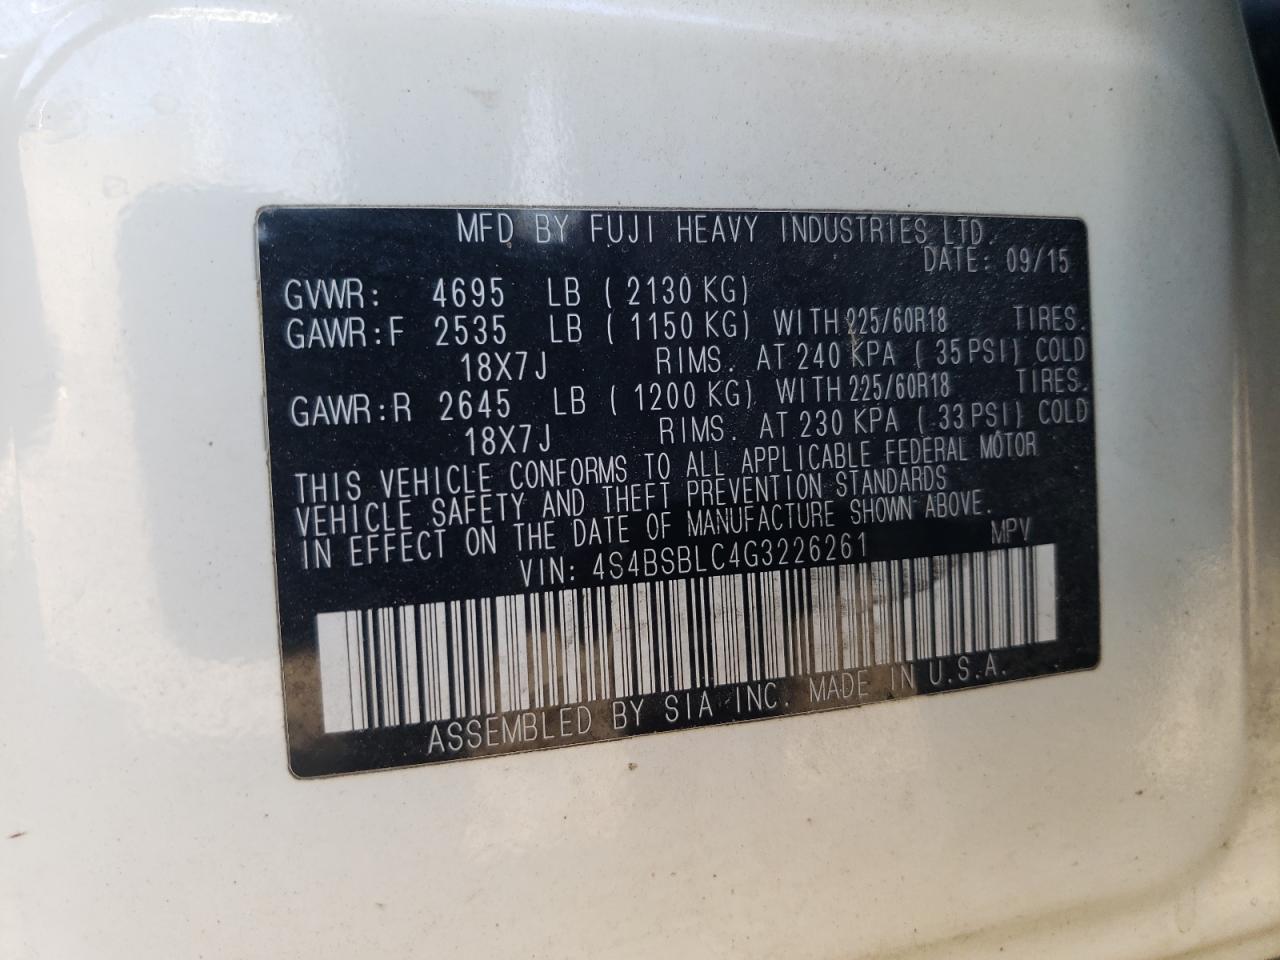 MFD BY FUJI HEAVY INDUSTRIES LTD.
DATE: 09/15
GVWR: 4695 LB ( 2130 KG)
GAWR:F 2535 LB ( 1150 KG) WITH 225/60R18 TIRES.
18X7J RIMS. AT 240 KPA ( 35 PSI) COLD
GAWR:R 2645 LB ( 1200 KG) WITH 225/60R18 TIRES.
18X7J RIMS. AT 230 KPA ( 33 PSI) COLD
THIS VEHICLE CONFORMS TO ALL APPLICABLE FEDERAL MOTOR
VEHICLE SAFETY AND THEFT PREVENTION STANDARDS
IN EFFECT ON THE DATE OF MANUFACTURE SHOWN ABOVE.
MPV
VIN: 4S4BSBLC4G3226261
ASSEMBLED BY SIA INC. MADE IN U.S.A.